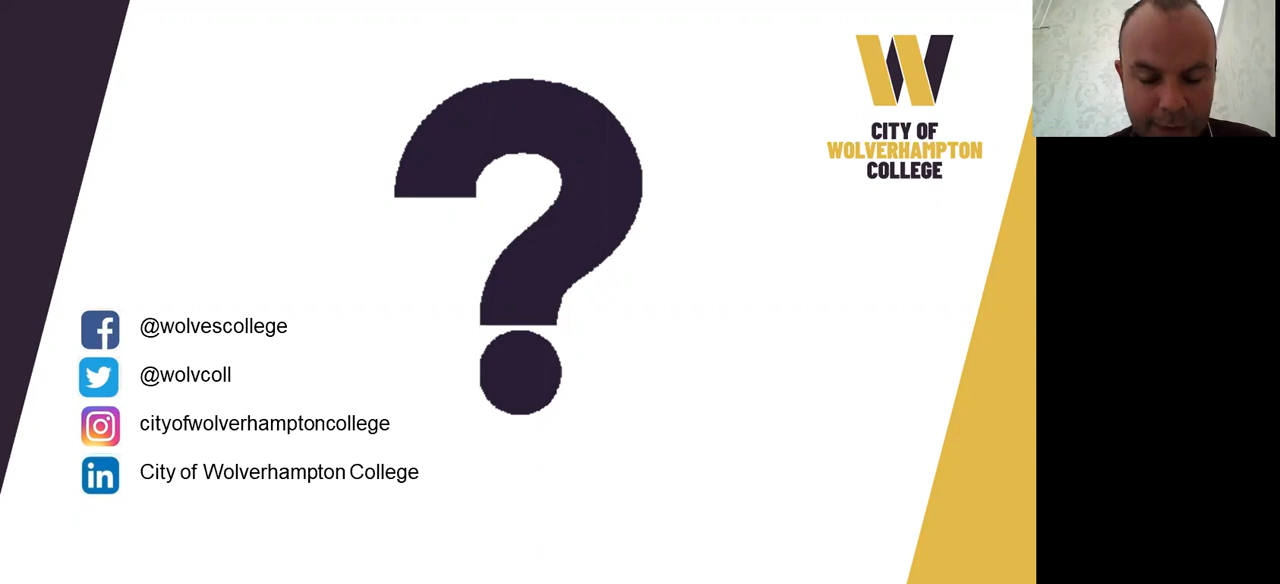 CITY OF
WOLVERHAMPTON
COLLEGE
?
@wolvescollege
@wolvcoll
cityofwolverhamptoncollege
City of Wolverhampton College